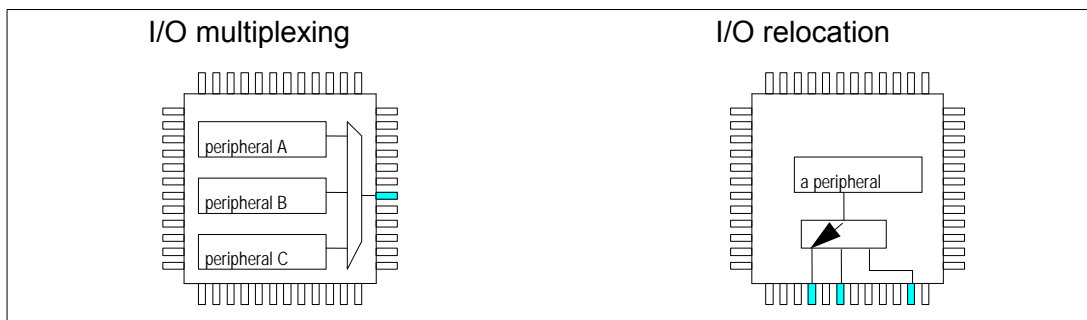 I/O multiplexing
peripheral A
peripheral B
peripheral C
I/O relocation
a peripheral